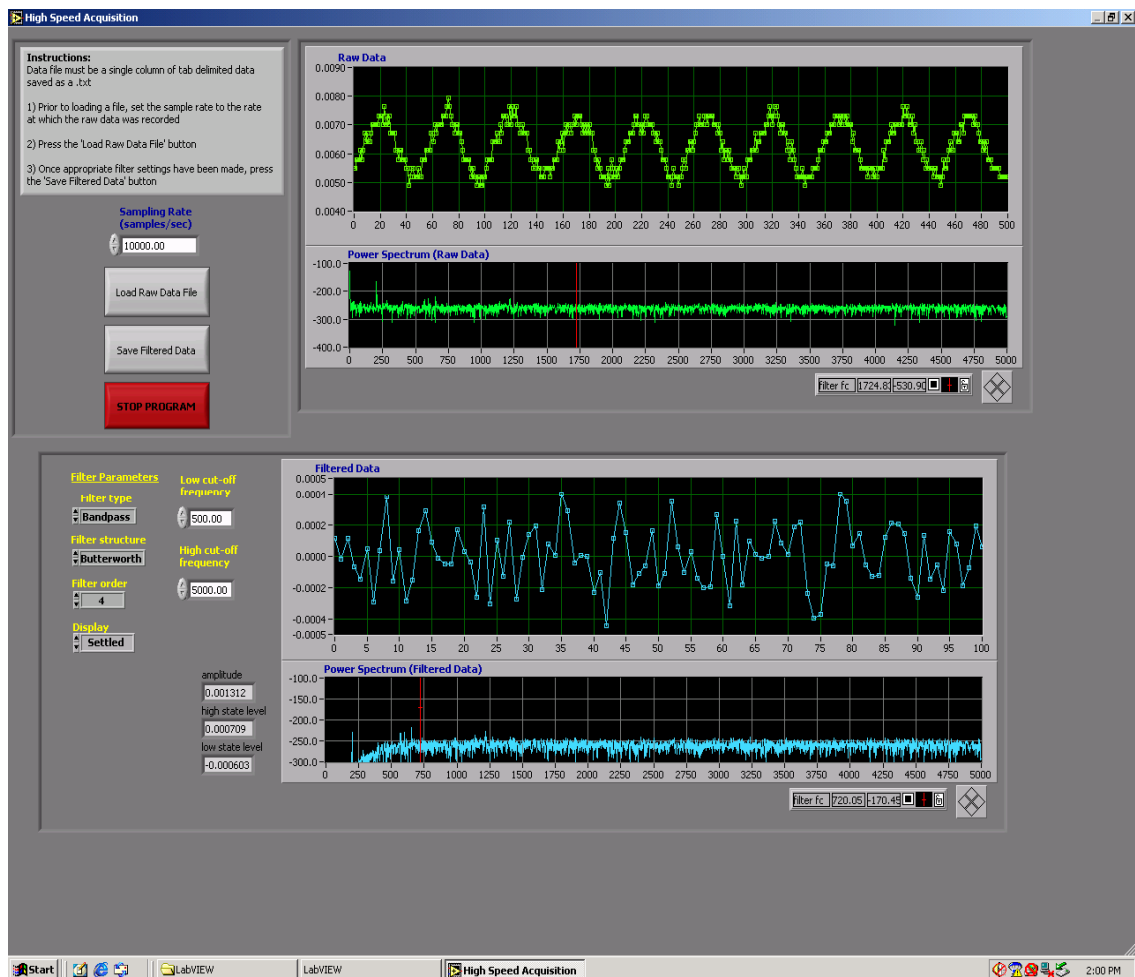 High Speed Acquisition
Instructions:
Data file must be a single column of tab delimited data
saved as a .txt
1) Prior to loading a file, set the sample rate to the rate
at which the raw data was recorded
2) Press the 'Load Raw Data File' button
3) Once appropriate filter settings have been made, press
the 'Save Filtered Data' button
Sampling Rate
(samples/sec)
10000.00
Load Raw Data File
Save Filtered Data
STOP PROGRAM
Raw Data
0.0090
0.0080
0.0070
0.0060
0.0050
0.0040
0 20 40 60 80 100 120 140 160 180 200 220 240 260 280 300 320 340 360 380 400 420 440 460 480 500
Power Spectrum (Raw Data)
-100.0
-200.0
-300.0
-400.0
0 250 500 750 1000 1250 1500 1750 2000 2250 2500 2750 3000 3250 3500 3750 4000 4250 4500 4750 5000
filter fc 1724.83 -530.90
Filter Parameters
Filter type
Bandpass
Filter structure
Butterworth
Filter order
4
Display
Settled
Low cut-off
frequency
500.00
High cut-off
frequency
5000.00
amplitude
0.001312
high state level
0.000709
low state level
-0.000603
Filtered Data
0.0005
0.0004
0.0002
0.0000
-0.0002
-0.0004
-0.0005
0 5 10 15 20 25 30 35 40 45 50 55 60 65 70 75 80 85 90 95 100
Power Spectrum (Filtered Data)
-100.0
-150.0
-200.0
-250.0
-300.0
0 250 500 750 1000 1250 1500 1750 2000 2250 2500 2750 3000 3250 3500 3750 4000 4250 4500 4750 5000
filter fc 720.05 -170.45
Start LabVIEW LabVIEW High Speed Acquisition 2:00 PM